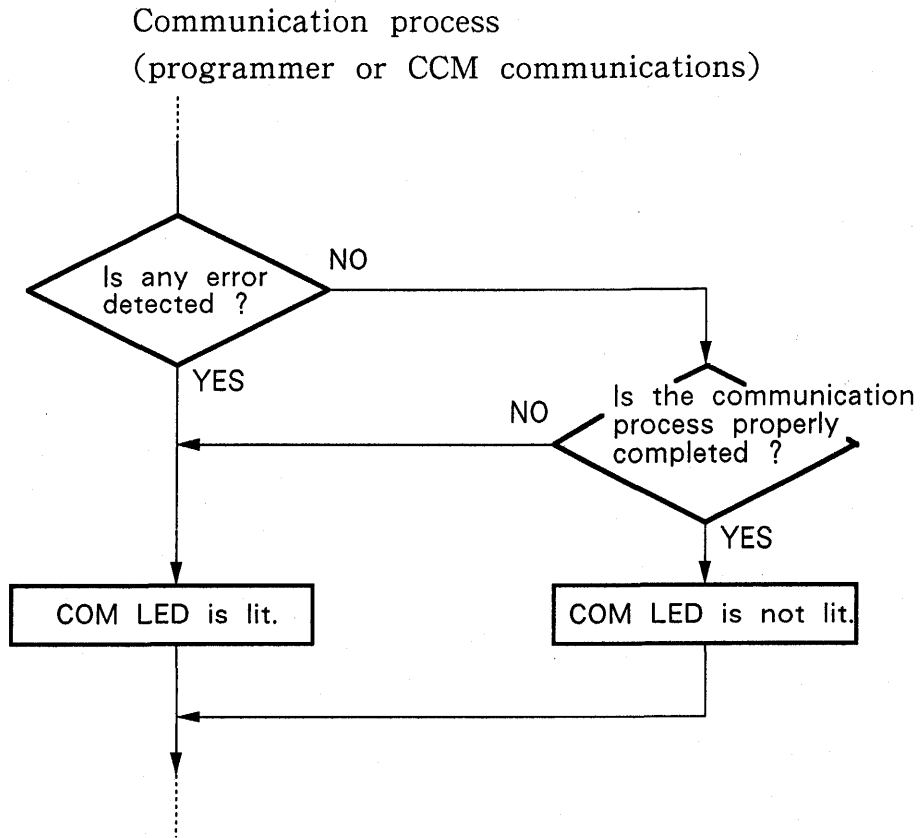 Communication process
(programmer or CCM communications)
Is any error
detected ?
NO
YES
NO
Is the communication
process properly
completed ?
YES
COM LED is lit.
COM LED is not lit.